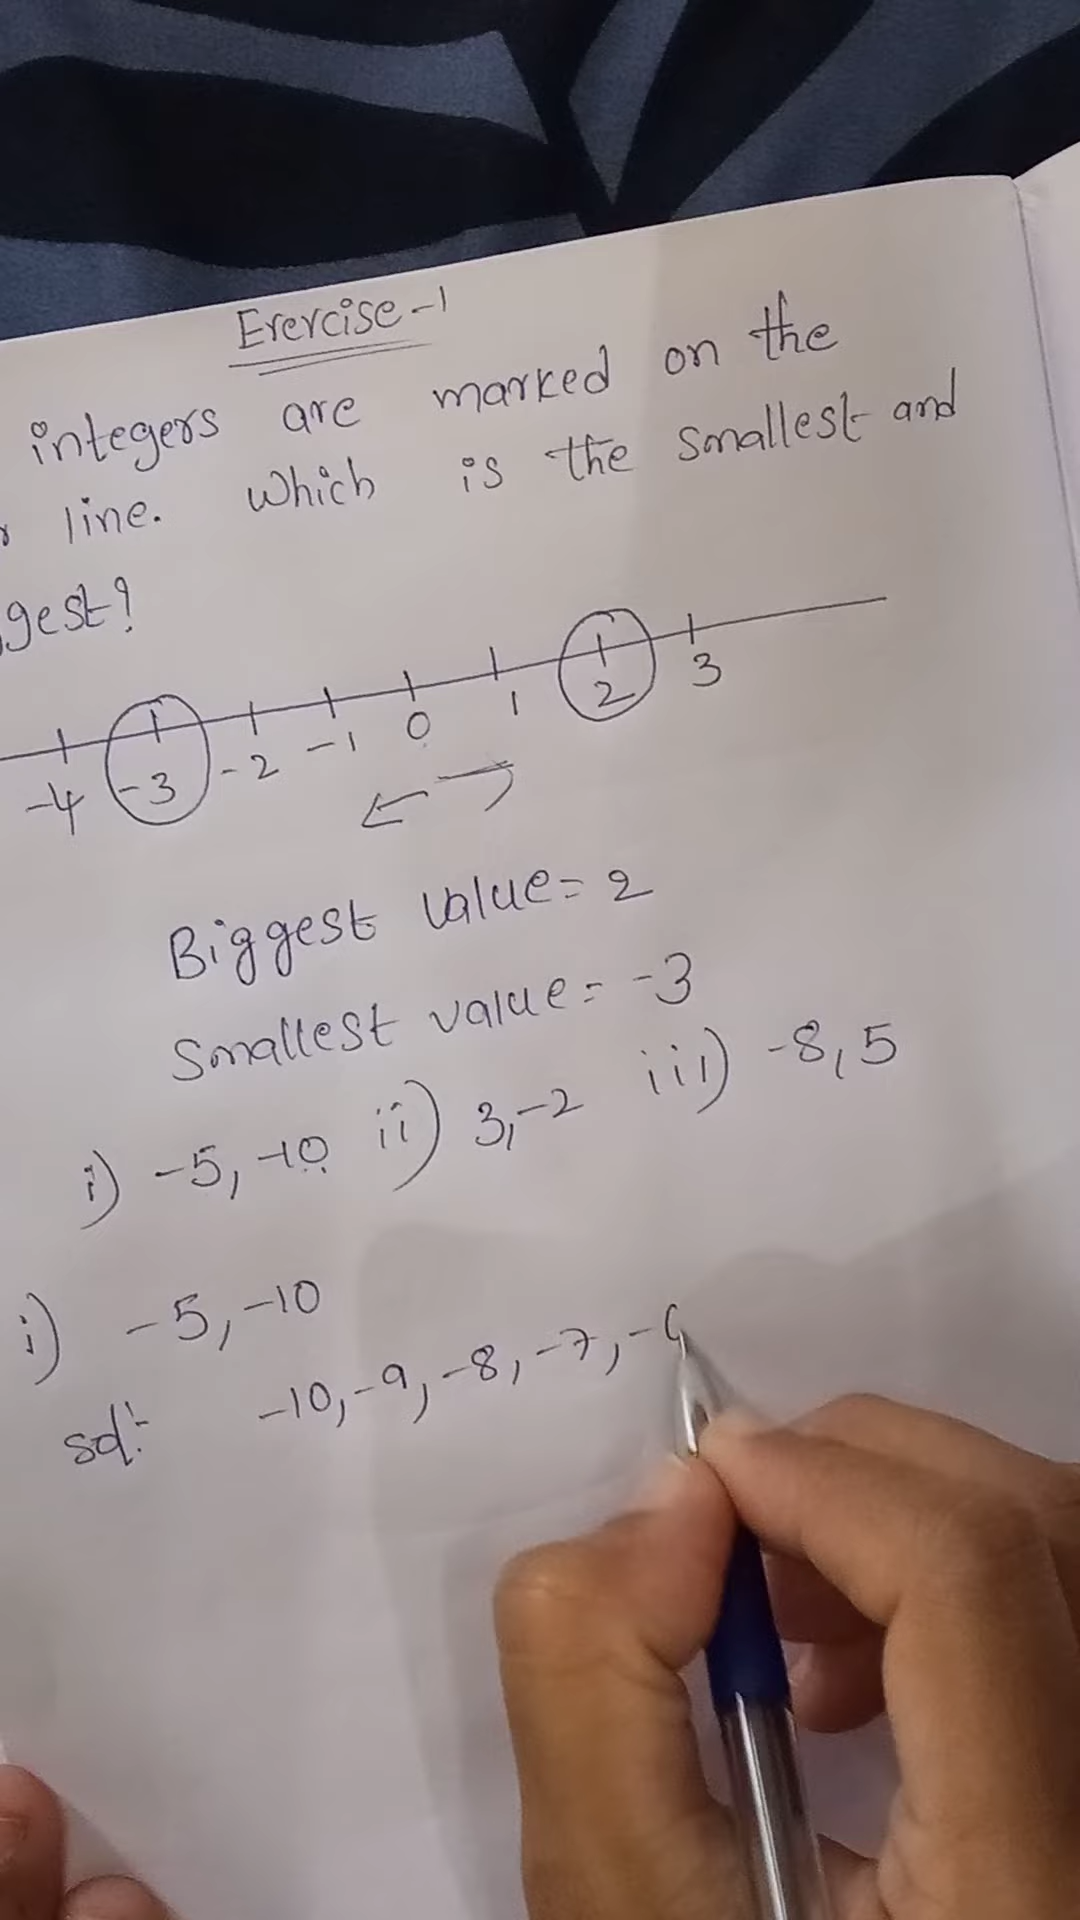 Erercise-1
integers are marked on the
line. Which is the smallest and
gest?
-4 -3 -2 -1 0 1 2 3
Biggest value = 2
Smallest value = -3
i) -5, -10 ii) 3, -2 iii) -8, 5
i) -5, -10
sol:- -10, -9, -8, -7, -